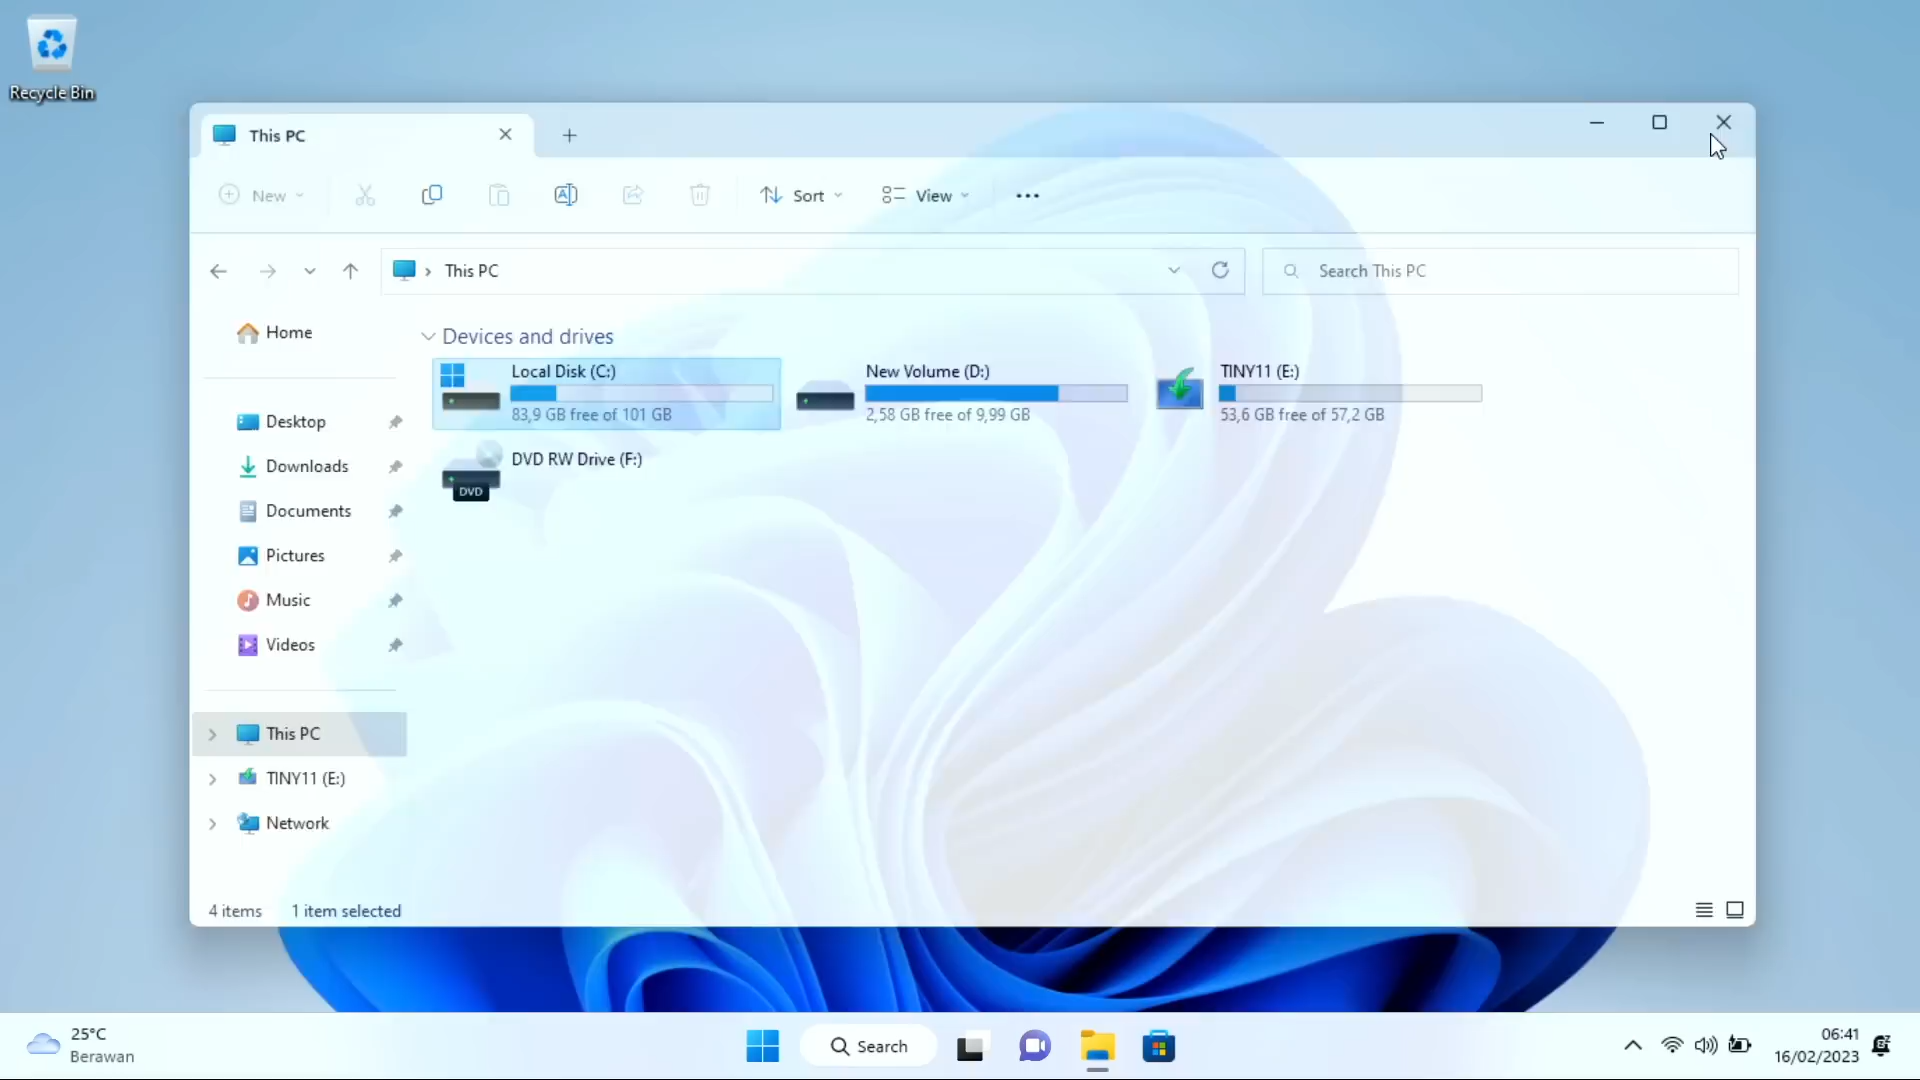 Recycle Bin
This PC
New
Sort
View
This PC
Search This PC
Home
Desktop
Downloads
Documents
Pictures
Music
Videos
This PC
TINY11 (E:)
Network
Devices and drives
Local Disk (C:)
83,9 GB free of 101 GB
New Volume (D:)
2,58 GB free of 9,99 GB
TINY11 (E:)
53,6 GB free of 57,2 GB
DVD RW Drive (F:)
DVD
4 items
1 item selected
25°C
Berawan
Search
06:41
16/02/2023